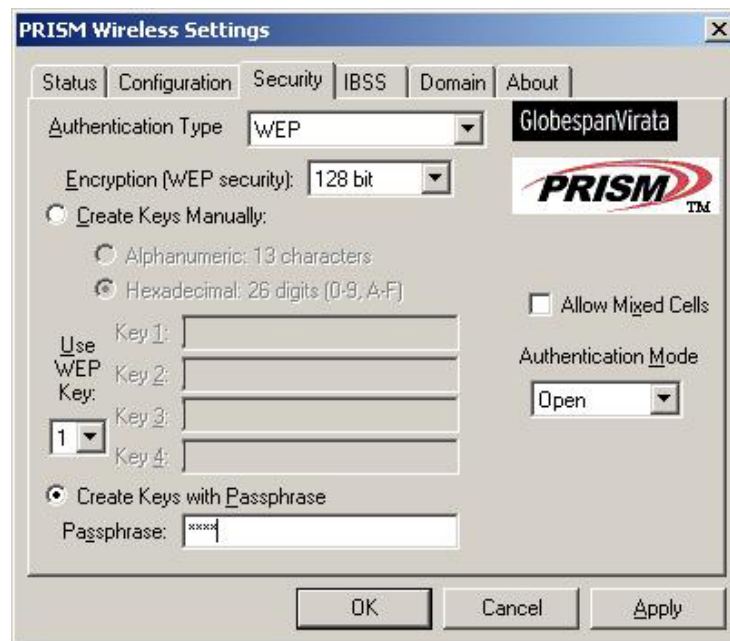 PRISM Wireless Settings
Status Configuration Security IBSS Domain About
Authentication Type WEP
GlobespanVirata
Encryption (WEP security): 128 bit
PRISM TM
Create Keys Manually:
Alphanumeric: 13 characters
Hexadecimal: 26 digits (0-9, A-F)
Allow Mixed Cells
Use WEP Key:
1
Key 1:
Key 2:
Key 3:
Key 4:
Authentication Mode
Open
Create Keys with Passphrase
Passphrase: ****
OK Cancel Apply